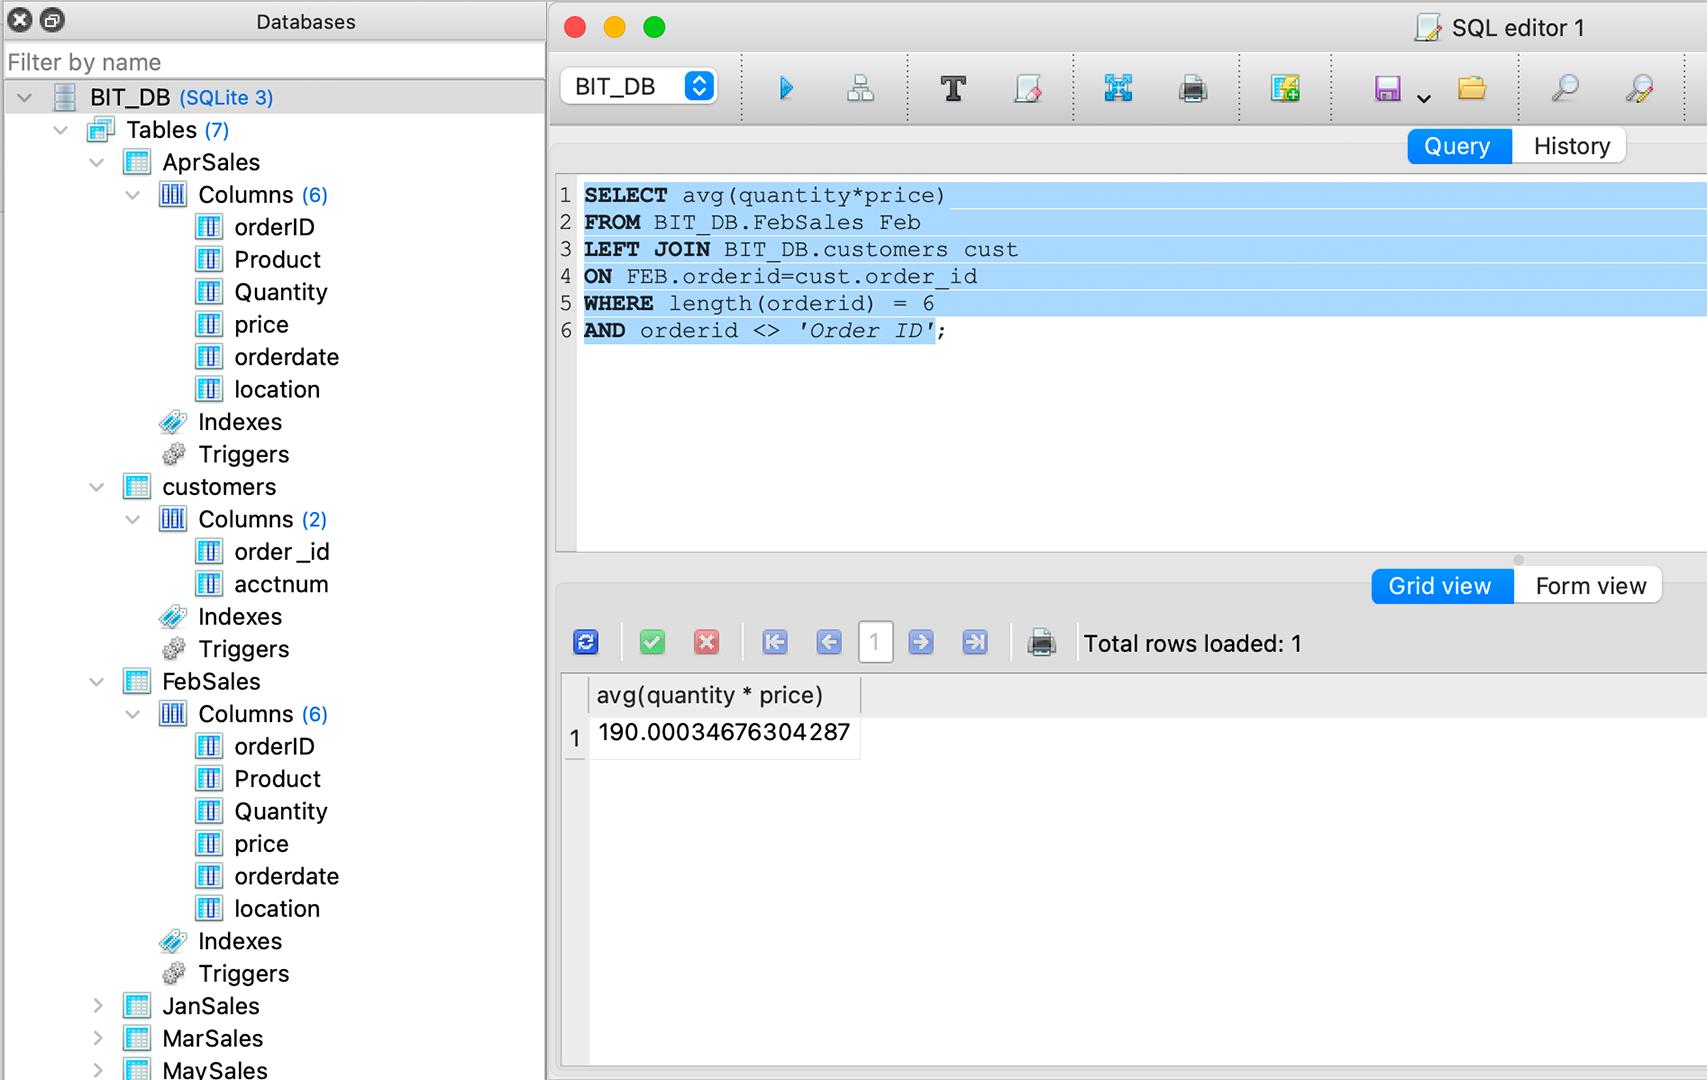 Databases
Filter by name
BIT_DB (SQLite 3)
Tables (7)
AprSales
Columns (6)
orderID
Product
Quantity
price
orderdate
location
Indexes
Triggers
customers
Columns (2)
order_id
acctnum
Indexes
Triggers
FebSales
Columns (6)
orderID
Product
Quantity
price
orderdate
location
Indexes
Triggers
JanSales
MarSales
MaySales
SQL editor 1
BIT_DB
Query History
1 SELECT avg(quantity*price)
2 FROM BIT_DB.FebSales Feb
3 LEFT JOIN BIT_DB.customers cust
4 ON FEB.orderid=cust.order_id
5 WHERE length(orderid) = 6
6 AND orderid <> 'Order ID';
Grid view Form view
1 Total rows loaded: 1
avg(quantity * price)
1 190.00034676304287